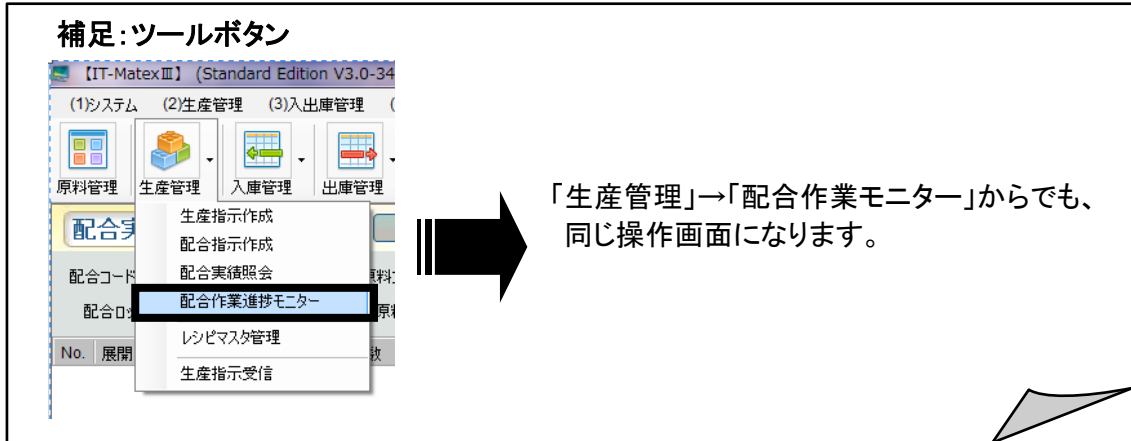 補足：ツールボタン
【IT-MatexⅢ】 (Standard Edition V3.0-34
(1)システム (2)生産管理 (3)入出庫管理 (
原料管理 生産管理 入庫管理 出庫管理
配合実
生産指示作成
配合指示作成
配合コード
配合実績照会
原料コ
配合作業進捗モニター
配合ロッ
原料
レシピマスタ管理
No. 展開
数
生産指示受信
「生産管理」→「配合作業モニター」からでも、
同じ操作画面になります。